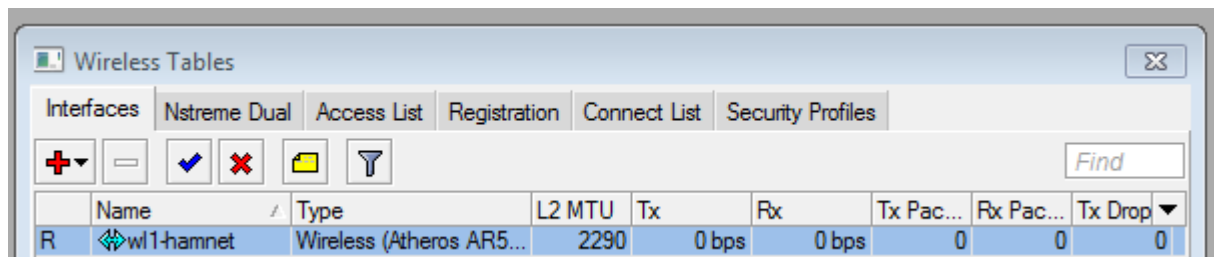 Wireless Tables
Interfaces Nstreme Dual Access List Registration Connect List Security Profiles
Find
Name Type L2 MTU Tx Rx Tx Pac... Rx Pac... Tx Drop
R wl1-hamnet Wireless (Atheros AR5... 2290 0 bps 0 bps 0 0 0